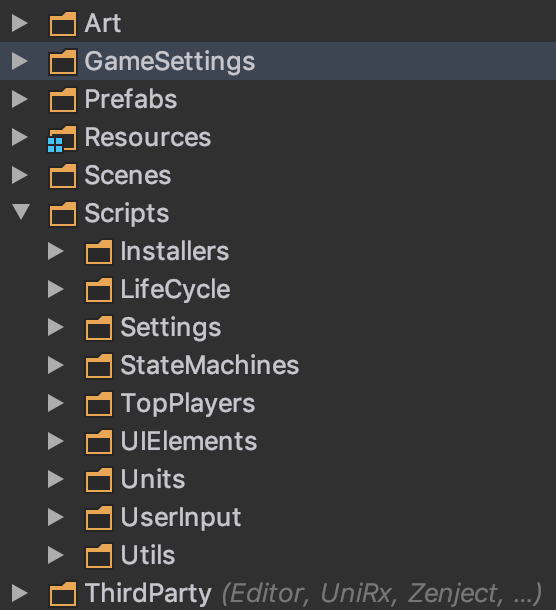 Art
GameSettings
Prefabs
Resources
Scenes
Scripts
Installers
LifeCycle
Settings
StateMachines
TopPlayers
UIElements
Units
UserInput
Utils
ThirdParty (Editor, UniRx, Zenject, ...)